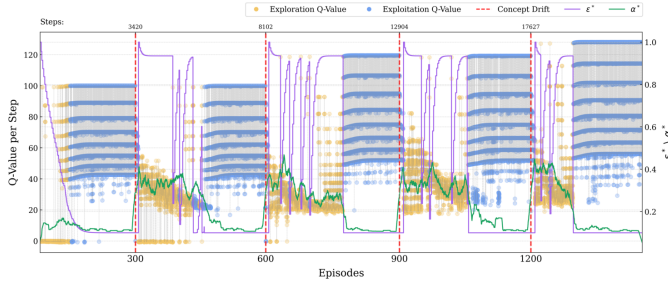 Exploration Q-Value Exploitation Q-Value Concept Drift ε* α*
Steps:
3420 8102 12904 17627
Q-Value per Step
120
100
80
60
40
20
0
1.0
0.8
0.6
0.4
0.2
ε* \ α*
300 600 900 1200
Episodes